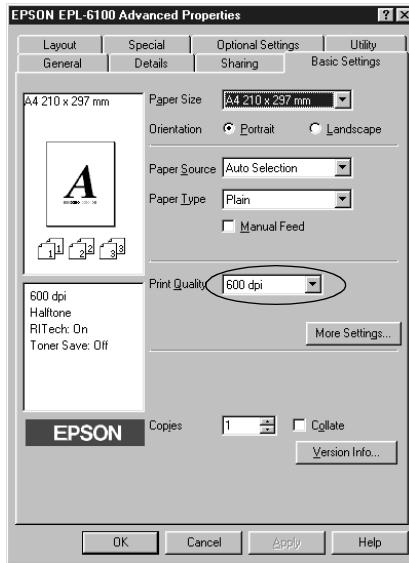 EPSON EPL-6100 Advanced Properties ? X
Layout Special Optional Settings Utility
General Details Sharing Basic Settings
A4 210 x 297 mm
A
1 1 2 2 3 3
Paper Size A4 210 x 297 mm
Orientation Portrait Landscape
Paper Source Auto Selection
Paper Type Plain
Manual Feed
Print Quality 600 dpi
600 dpi
Halftone
RITech: On
Toner Save: Off
More Settings...
EPSON
Copies 1 Collate
Version Info...
OK Cancel Apply Help